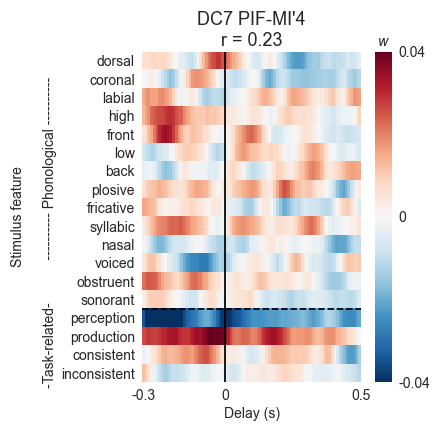 DC7 PIF-MI'4
r = 0.23
w
dorsal
coronal
labial
high
front
low
back
plosive
fricative
syllabic
nasal
voiced
obstruent
sonorant
perception
production
consistent
inconsistent
Stimulus feature
---------- Phonological ----------
-Task-related-
-0.3 0 0.5
Delay (s)
0.04
0
-0.04